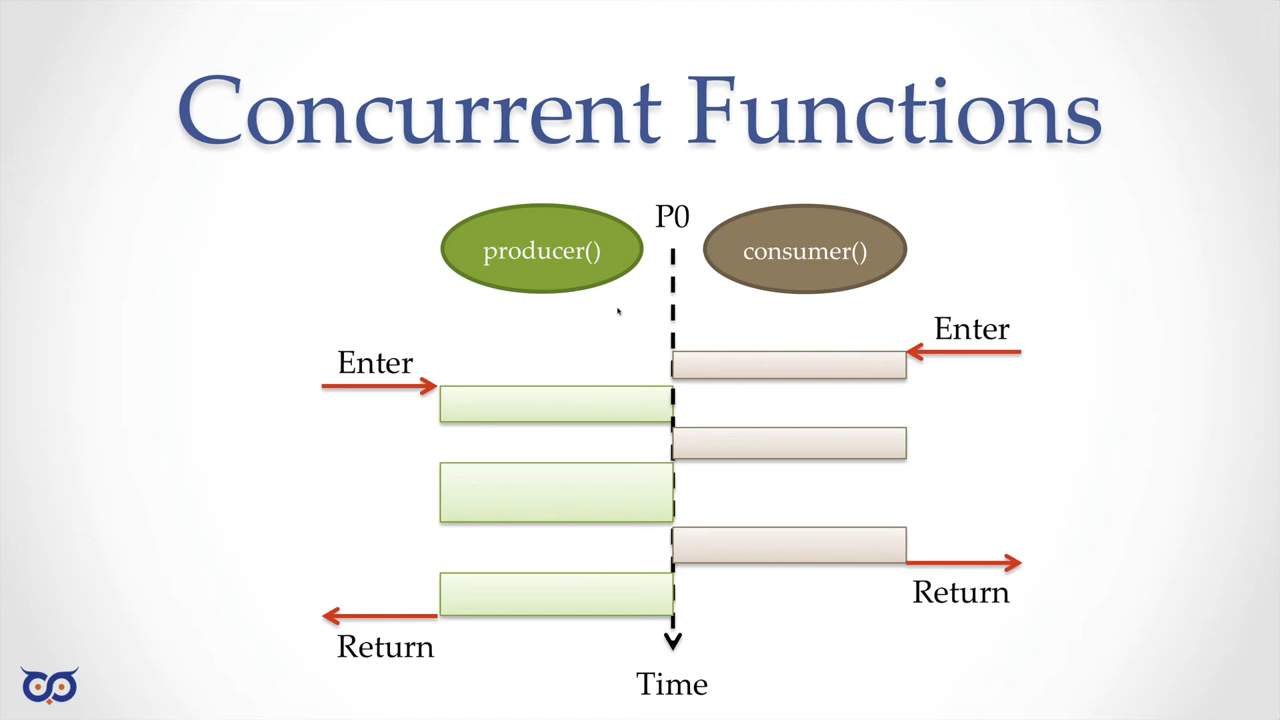 Concurrent Functions
P0
producer()
consumer()
Enter
Enter
Return
Return
Time